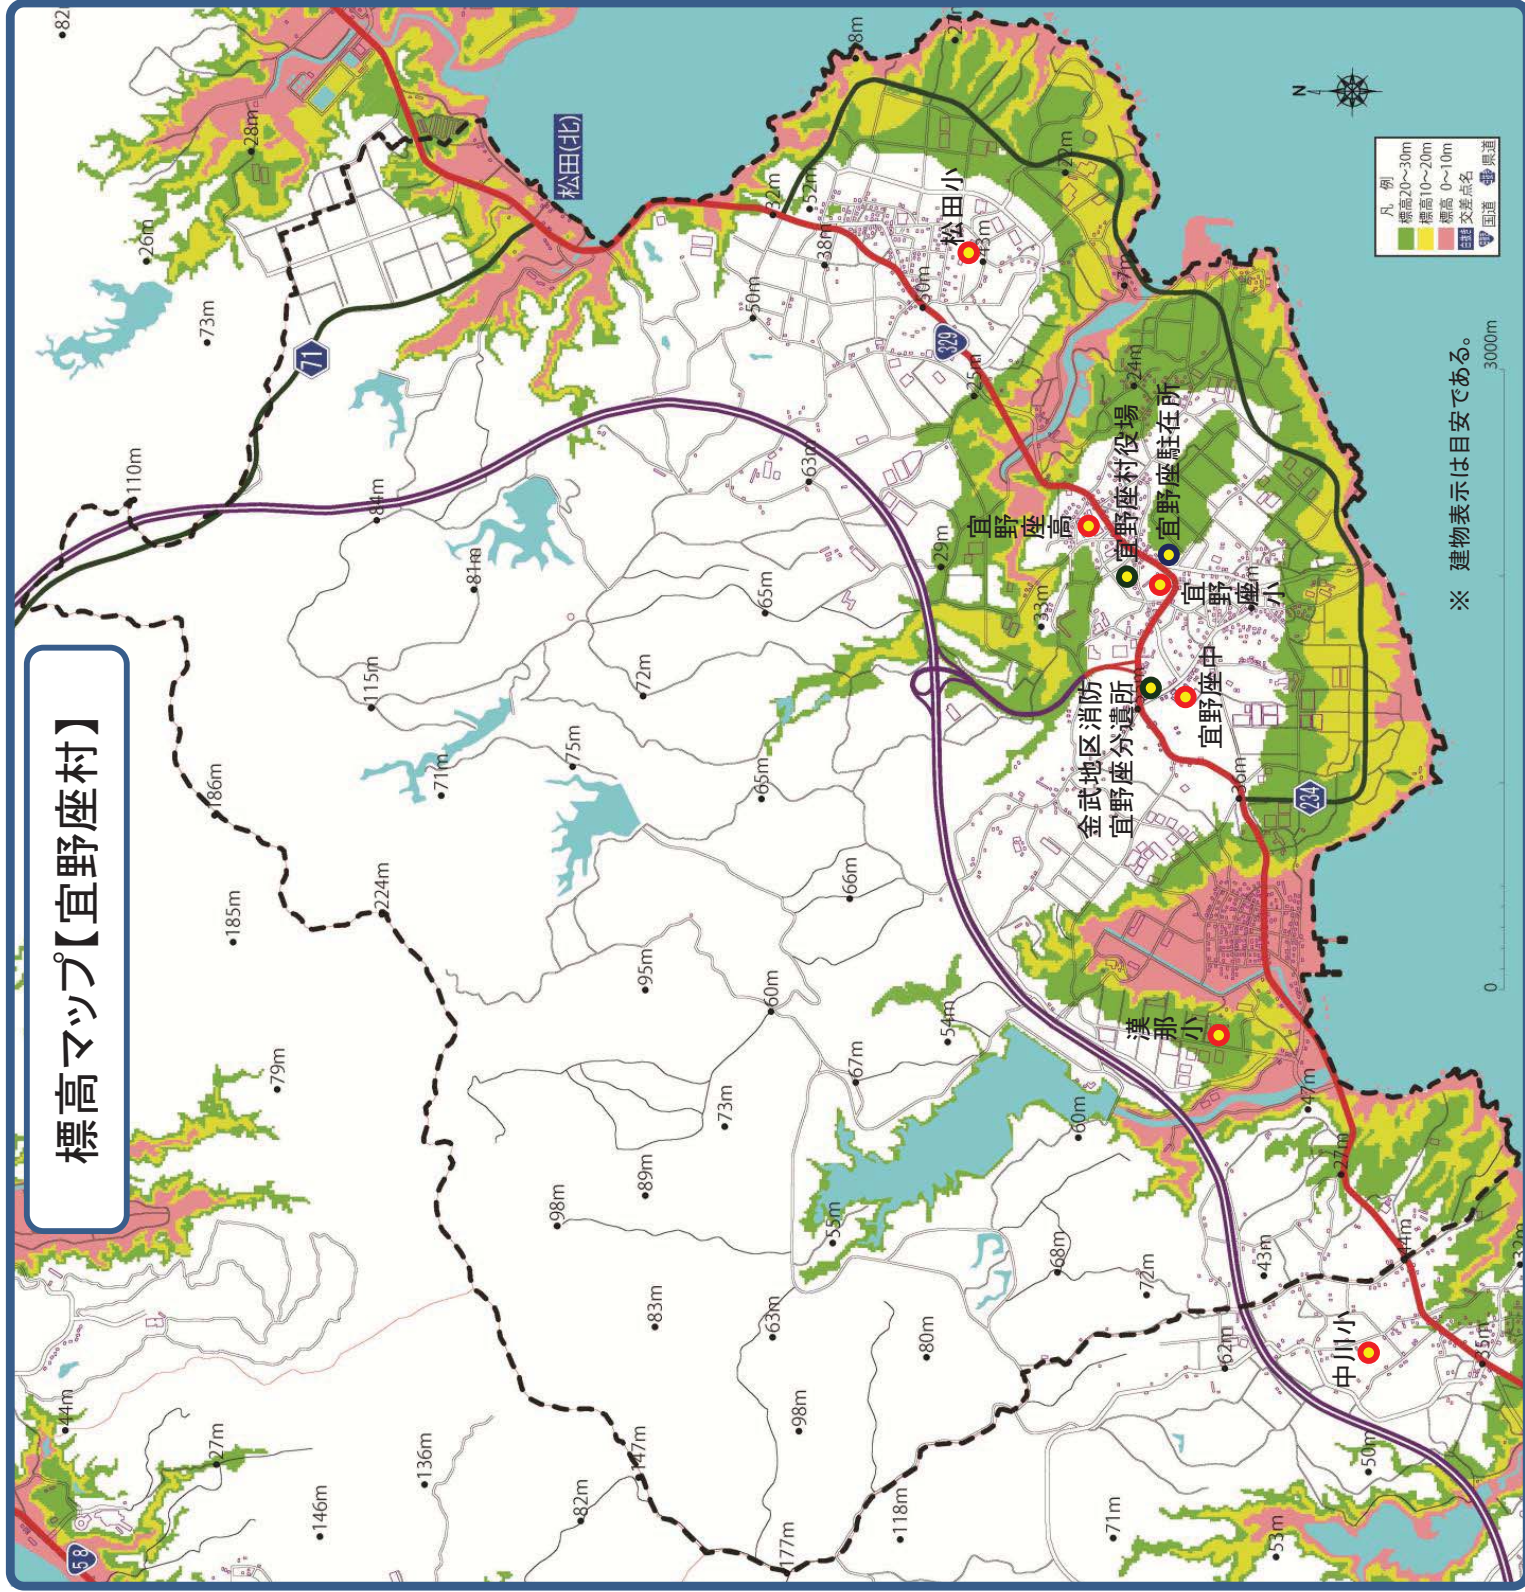 標高マップ【宜野座村】
凡 例
標高20～30m
標高10～20m
標高 0～10m
交差点名
国道
県道
N
松田(北)
松田小
宜野座高
宜野座村役場
宜野座駐在所
宜野座小
宜野座中
金武地区消防
宜野座分遣所
漢那小
中川小
58
71
329
234
28m
26m
73m
110m
84m
81m
115m
71m
75m
72m
65m
65m
63m
50m
38m
32m
52m
22m
7m
24m
25m
29m
33m
36m
66m
60m
95m
54m
67m
73m
89m
98m
55m
60m
47m
27m
44m
43m
68m
72m
83m
63m
80m
98m
62m
50m
35m
53m
71m
118m
177m
147m
82m
136m
146m
27m
44m
79m
185m
186m
224m
※ 建物表示は目安である。
0
3000m